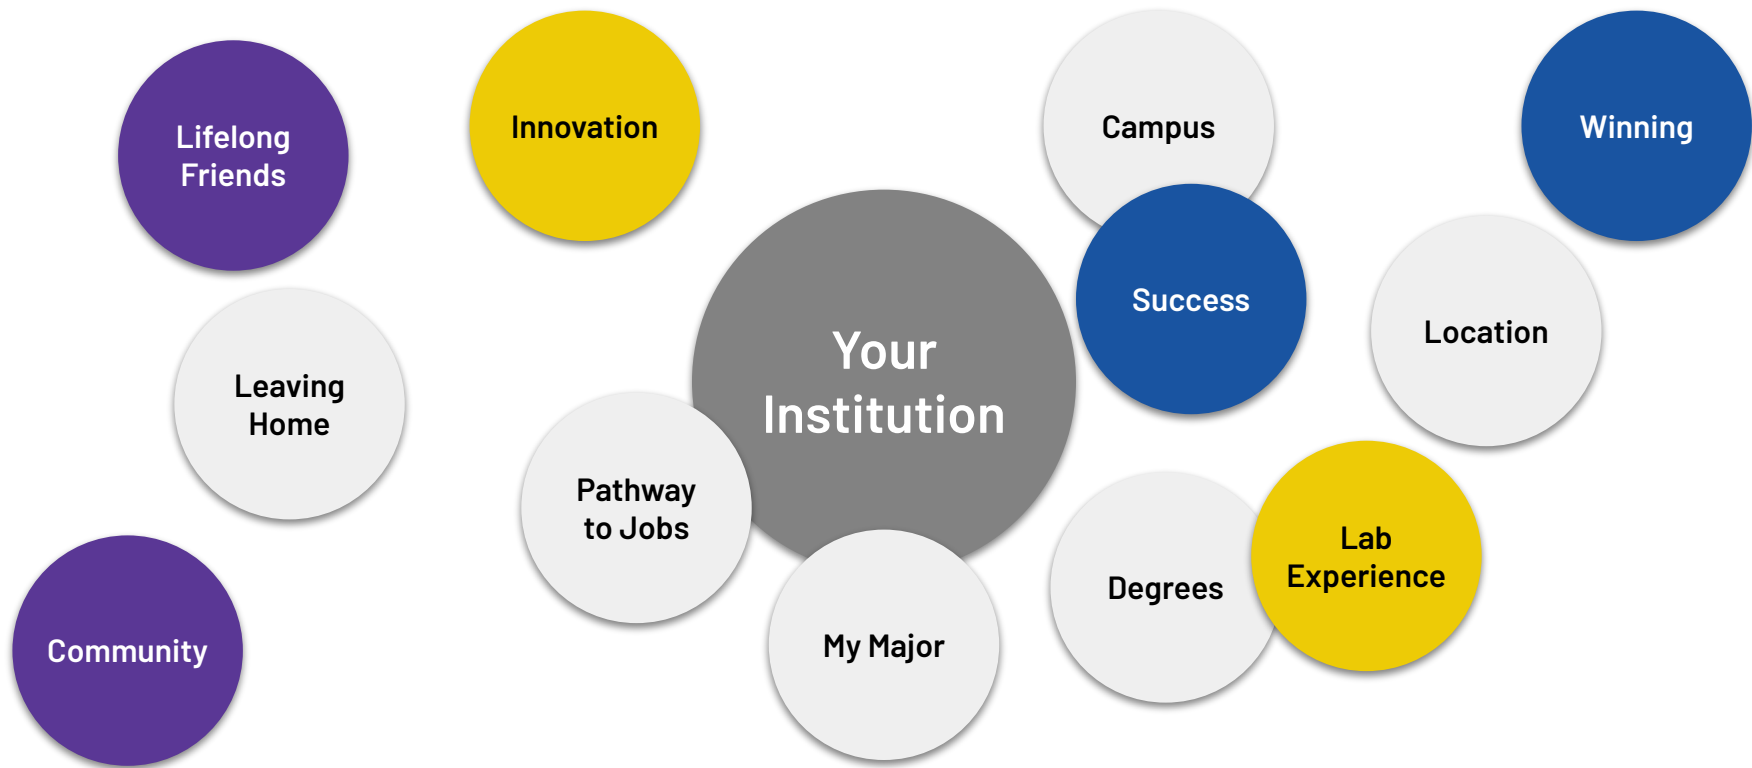 Lifelong
Friends
Innovation
Campus
Winning
Success
Location
Your
Institution
Leaving
Home
Pathway
to Jobs
Lab
Experience
Degrees
My Major
Community